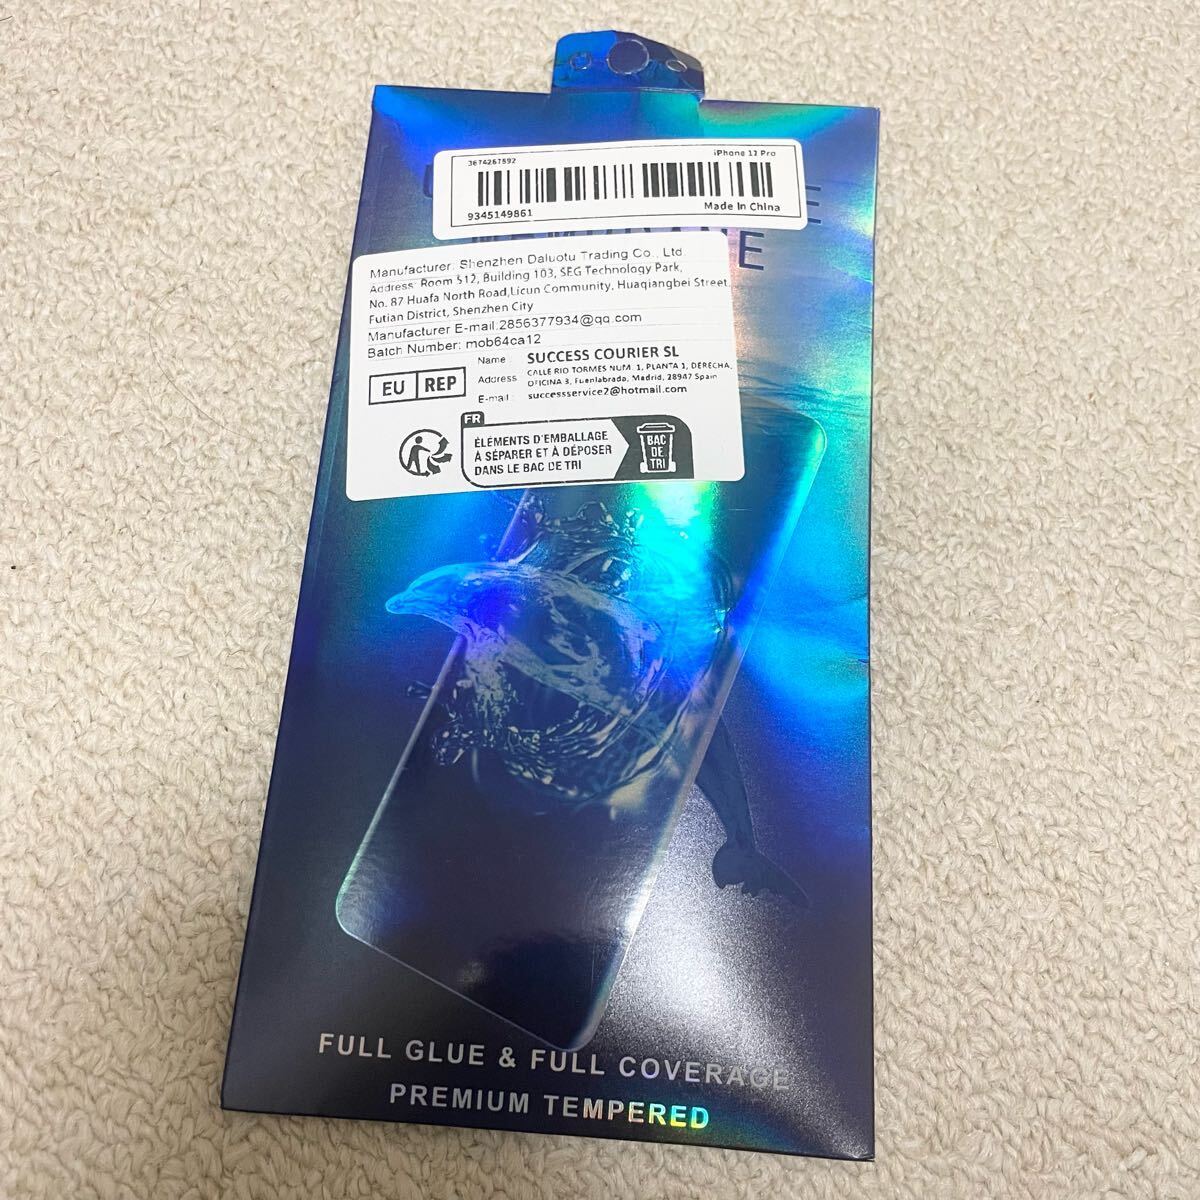 3674267592
iPhone 12 Pro
9345149861
Made In China
E
NE
Manufacturer: Shenzhen Daluotu Trading Co., Ltd.
Address: Room 512, Building 103, SEG Technology Park,
No. 87 Huafa North Road,Licun Community, Huaqiangbei Street,
Futian District, Shenzhen City
Manufacturer E-mail:2856377934@qq.com
Batch Number: mob64ca12
EU REP
Name : SUCCESS COURIER SL
Address : CALLE RIO TORMES NUM. 1, PLANTA 1, DERECHA,
OFICINA 3, Fuenlabrada, Madrid, 28947 Spain
E-mail : successservice2@hotmail.com
FR
ÉLÉMENTS D'EMBALLAGE
À SÉPARER ET À DÉPOSER
DANS LE BAC DE TRI
BAC
DE
TRI
FULL GLUE & FULL COVERAGE
PREMIUM TEMPERED